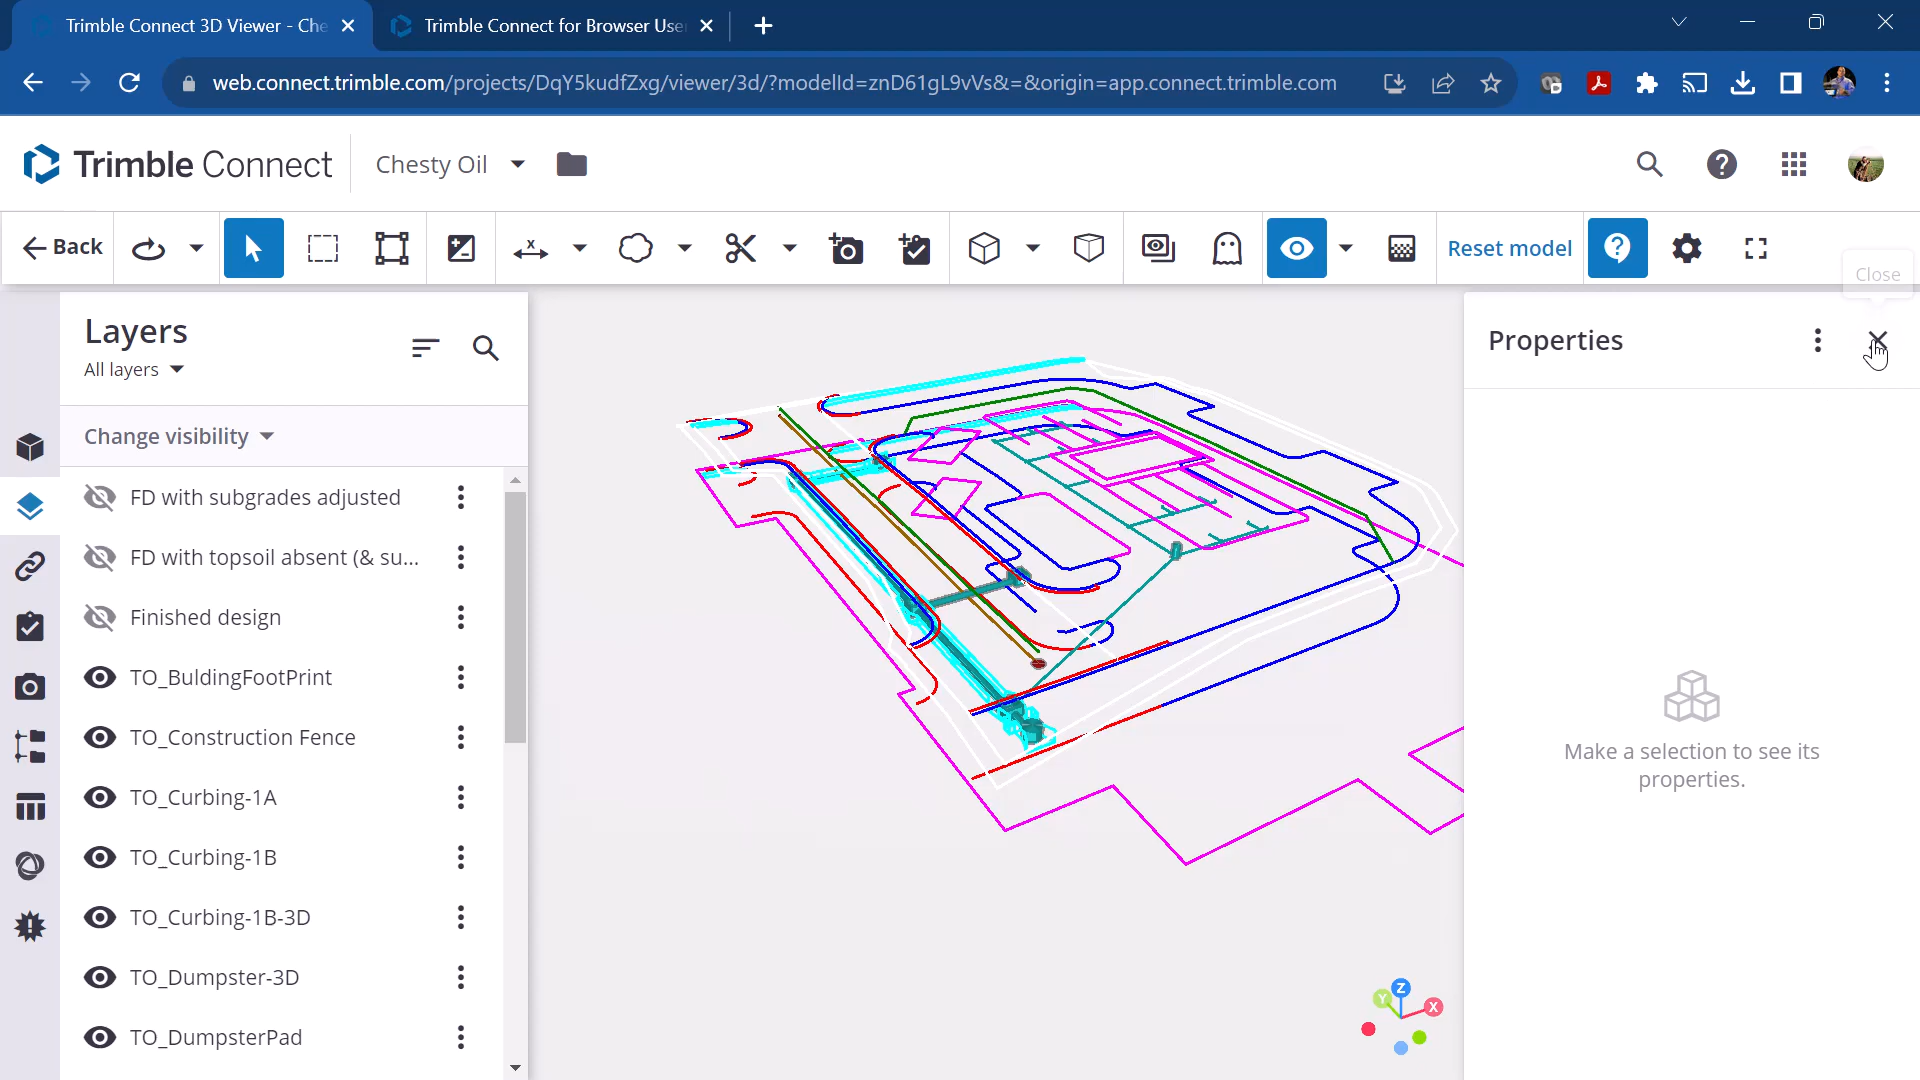 Trimble Connect 3D Viewer - Che
Trimble Connect for Browser Use
web.connect.trimble.com/projects/DqY5kudfZxg/viewer/3d/?modelId=znD61gL9vVs&=&origin=app.connect.trimble.com
Trimble Connect
Chesty Oil
Back
x
Reset model
Close
Layers
All layers
Change visibility
FD with subgrades adjusted
FD with topsoil absent (& su...
Finished design
TO_BuldingFootPrint
TO_Construction Fence
TO_Curbing-1A
TO_Curbing-1B
TO_Curbing-1B-3D
TO_Dumpster-3D
TO_DumpsterPad
Properties
Make a selection to see its
properties.
Z
Y
X